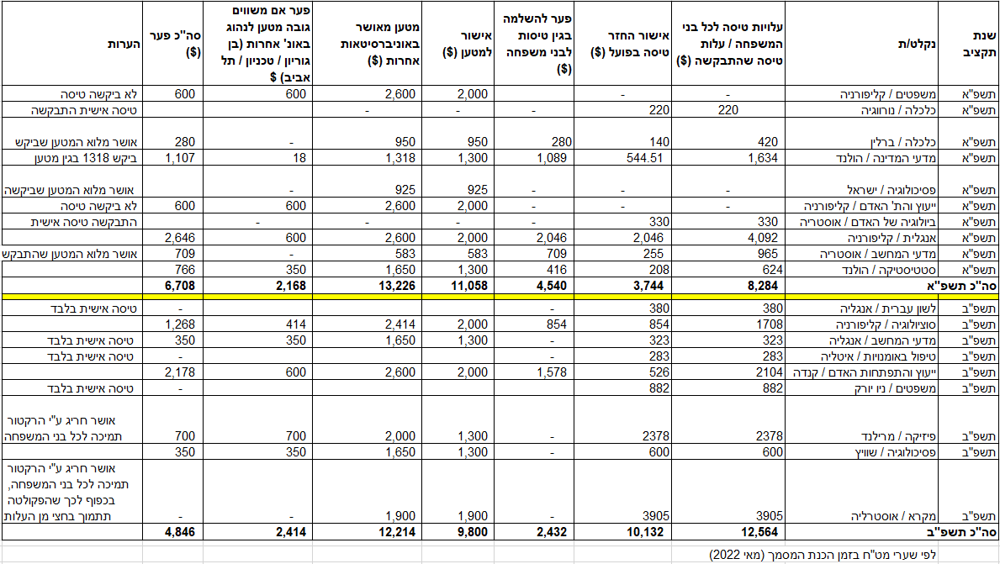 שנת תקציב | נקלט/ת | עלויות טיסה לכל בני המשפחה / עלות טיסה שהתבקשה ($) | אישור החזר טיסה בפועל ($) | פער להשלמה בגין טיסות לבני משפחה ($) | אישור למטען ($) | מטען מאושר באוניברסיטאות אחרות ($) | פער אם משווים גובה מטען לנהוג באונ' אחרות (בן גוריון / טכניון / תל אביב) $ | סה"כ פער ($) | הערות
תשפ"א | משפטים / קליפורניה | - | - | | 2,000 | 2,600 | 600 | 600 | לא ביקשה טיסה
תשפ"א | כלכלה / נורווגיה | 220 | 220 | - | - | - | | | טיסה אישית התבקשה
תשפ"א | כלכלה / ברלין | 420 | 140 | 280 | 950 | 950 | - | 280 | אושר מלוא המטען שביקש
תשפ"א | מדעי המדינה / הולנד | 1,634 | 544.51 | 1,089 | 1,300 | 1,318 | 18 | 1,107 | ביקש 1318 בגין מטען
תשפ"א | פסיכולוגיה / ישראל | - | - | - | 925 | 925 | - | | אושר מלוא המטען שביקשה
תשפ"א | ייעוץ והת' האדם / קליפורניה | - | - | - | 2,000 | 2,600 | 600 | 600 | לא ביקשה טיסה
תשפ"א | ביולוגיה של האדם / אוסטריה | 330 | 330 | - | - | - | - | | התבקשה טיסה אישית
תשפ"א | אנגלית / קליפורניה | 4,092 | 2,046 | 2,046 | 2,000 | 2,600 | 600 | 2,646
תשפ"א | מדעי המחשב / אוסטריה | 965 | 255 | 709 | 583 | 583 | - | 709 | אושר מלוא המטען שהתבקש
תשפ"א | סטטיסטיקה / הולנד | 624 | 208 | 416 | 1,300 | 1,650 | 350 | 766
סה"כ תשפ"א | 8,284 | 3,744 | 4,540 | 11,058 | 13,226 | 2,168 | 6,708
תשפ"ב | לשון עברית / אנגליה | 380 | 380 | - | | | | - | טיסה אישית בלבד
תשפ"ב | סוציולוגיה / קליפורניה | 1708 | 854 | 854 | 2,000 | 2,414 | 414 | 1,268
תשפ"ב | מדעי המחשב / אנגליה | 323 | 323 | - | 1,300 | 1,650 | 350 | 350 | טיסה אישית בלבד
תשפ"ב | טיפול באומנויות / איטליה | 283 | 283 | - | | | | - | טיסה אישית בלבד
תשפ"ב | ייעוץ והתפתחות האדם / קנדה | 2104 | 526 | 1,578 | 2,000 | 2,600 | 600 | 2,178
תשפ"ב | משפטים / ניו יורק | 882 | 882 | - | | | | - | טיסה אישית בלבד
תשפ"ב | פיזיקה / מרילנד | 2378 | 2378 | - | 1,300 | 2,000 | 700 | 700 | אושר חריג ע"י הרקטור תמיכה לכל בני המשפחה
תשפ"ב | פסיכולוגיה / שוויץ | 600 | 600 | - | 1,300 | 1,650 | 350 | 350
תשפ"ב | מקרא / אוסטרליה | 3905 | 3905 | - | 1,900 | 1,900 | - | - | אושר חריג ע"י הרקטור תמיכה לכל בני המשפחה, בכפוף לכך שהפקולטה תתמוך בחצי מן העלות
סה"כ תשפ"ב | 12,564 | 10,132 | 2,432 | 9,800 | 12,214 | 2,414 | 4,846
לפי שערי מט"ח בזמן הכנת המסמך (מאי 2022)